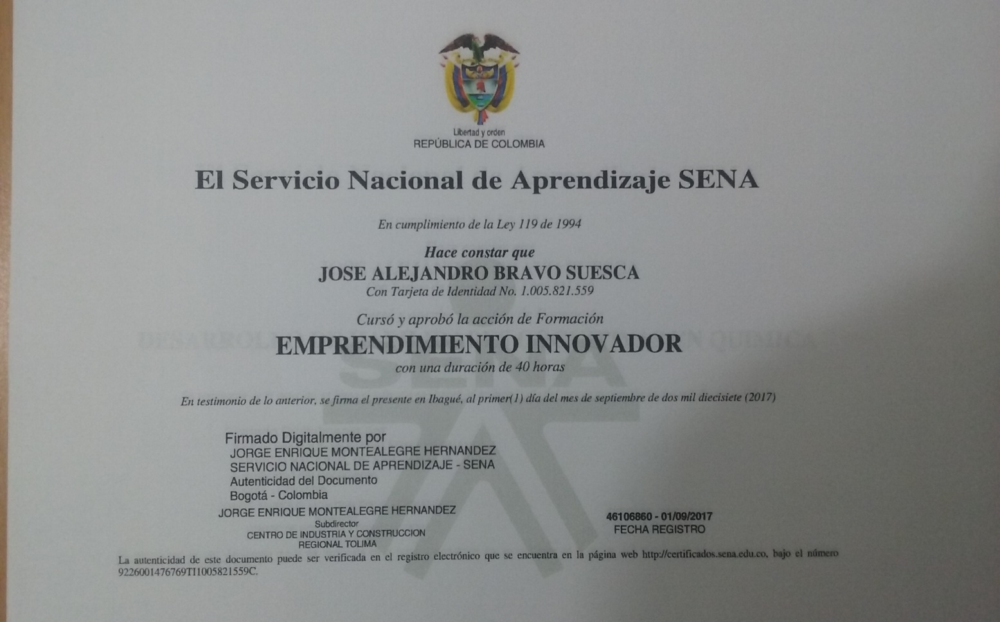 Libertad y orden
REPÚBLICA DE COLOMBIA
El Servicio Nacional de Aprendizaje SENA
En cumplimiento de la Ley 119 de 1994
Hace constar que
JOSE ALEJANDRO BRAVO SUESCA
Con Tarjeta de Identidad No. 1.005.821.559
Cursó y aprobó la acción de Formación
EMPRENDIMIENTO INNOVADOR
con una duración de 40 horas
SENA
En testimonio de lo anterior, se firma el presente en Ibagué, al primer(1) día del mes de septiembre de dos mil diecisiete (2017)
Firmado Digitalmente por
JORGE ENRIQUE MONTEALEGRE HERNANDEZ
SERVICIO NACIONAL DE APRENDIZAJE - SENA
Autenticidad del Documento
Bogotá - Colombia
JORGE ENRIQUE MONTEALEGRE HERNANDEZ
Subdirector
CENTRO DE INDUSTRIA Y CONSTRUCCION
REGIONAL TOLIMA
46106860 - 01/09/2017
FECHA REGISTRO
La autenticidad de este documento puede ser verificada en el registro electrónico que se encuentra en la página web http://certificados.sena.edu.co, bajo el número
9226001476769TI1005821559C.